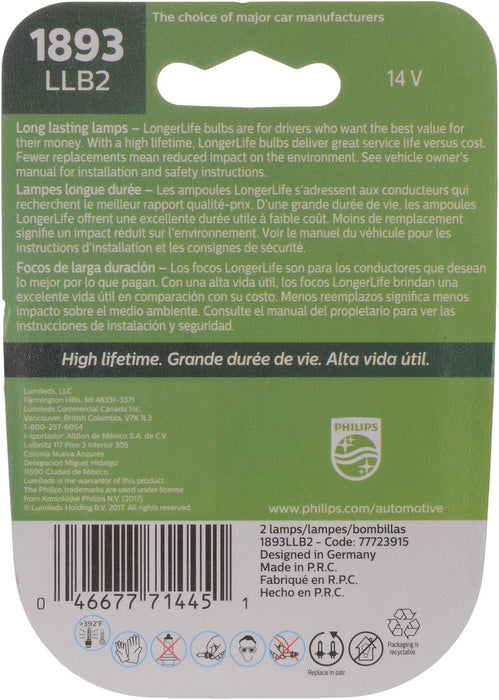 The choice of major car manufacturers
1893
LLB2
14 V
Long lasting lamps – LongerLife bulbs are for drivers who want the best value for
their money. With a high lifetime, LongerLife bulbs deliver great service life versus cost.
Fewer replacements mean reduced impact on the environment. See vehicle owner's
manual for installation and safety instructions.
Lampes longue durée – Les ampoules LongerLife s'adressent aux conducteurs qui
recherchent le meilleur rapport qualité-prix. D'une grande durée de vie, les ampoules
LongerLife offrent une excellente durée utile à faible coût. Moins de remplacement
signifie un impact réduit sur l'environnement. Voir le manuel du véhicule pour les
instructions d'installation et les consignes de sécurité.
Focos de larga duración – Los focos LongerLife son para los conductores que desean
lo mejor por lo que pagan. Con una alta vida útil, los focos LongerLife brindan una
excelente vida útil en comparación con su costo. Menos reemplazos significa menos
impacto sobre el medio ambiente. Consulte el manual del propietario para ver las
instrucciones de instalación y seguridad.
High lifetime. Grande durée de vie. Alta vida útil.
Lumileds, LLC
Farmington Hills, MI 48331-3371
Lumileds Commercial Canada Inc.
Vancouver, British Columbia, V7X 1L3
1-800-257-6054
Importador: Altilon de México S.A. de C.V.
Leibnitz 117 Piso 3 Interior 305
Colonia Nueva Anzures
Delegación Miguel Hidalgo
11590 Ciudad de México
Lumileds is the warrantor of this product.
The Philips trademarks are used under license
from Koninklijke Philips N.V. (2017)
© Lumileds Holding B.V. 2017. All rights reserved.
PHILIPS
www.philips.com/automotive
2 lamps/lampes/bombillas
1893LLB2 - Code: 77723915
Designed in Germany
Made in P.R.C.
Fabriqué en R.P.C.
Hecho en P.R.C.
0 46677 71445 1
>392°F
Replace in pair
Packaging is
recyclable